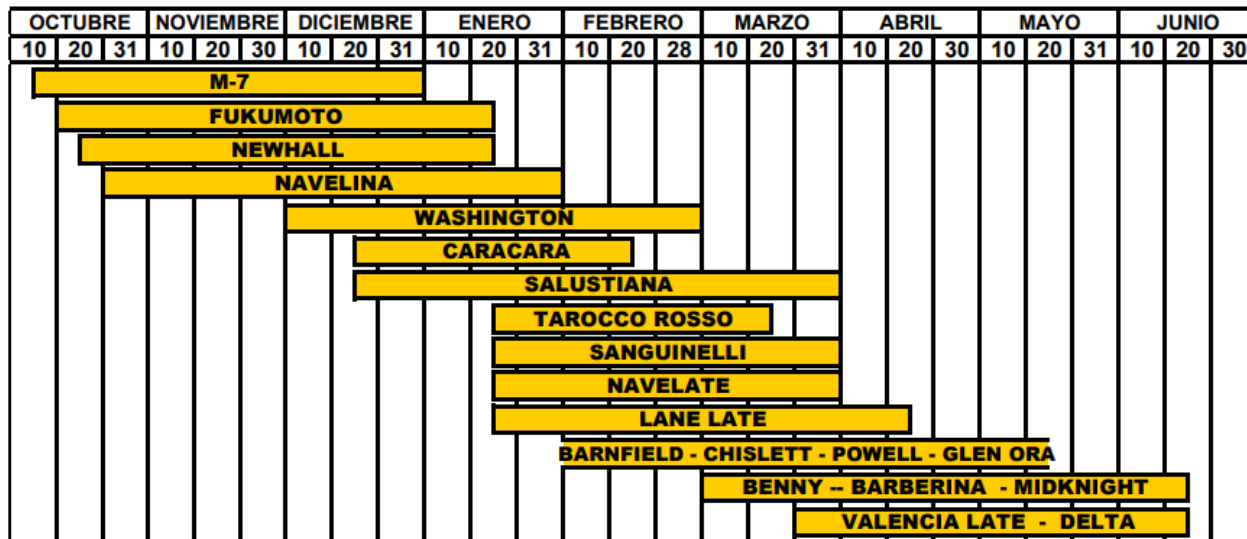 OCTUBRE NOVIEMBRE DICIEMBRE ENERO FEBRERO MARZO ABRIL MAYO JUNIO
10 20 31 10 20 30 10 20 31 10 20 31 10 20 28 10 20 31 10 20 30 10 20 31 10 20 30
M-7
FUKUMOTO
NEWHALL
NAVELINA
WASHINGTON
CARACARA
SALUSTIANA
TAROCCO ROSSO
SANGUINELLI
NAVELATE
LANE LATE
BARNFIELD - CHISLETT - POWELL - GLEN ORA
BENNY -- BARBERINA - MIDKNIGHT
VALENCIA LATE - DELTA